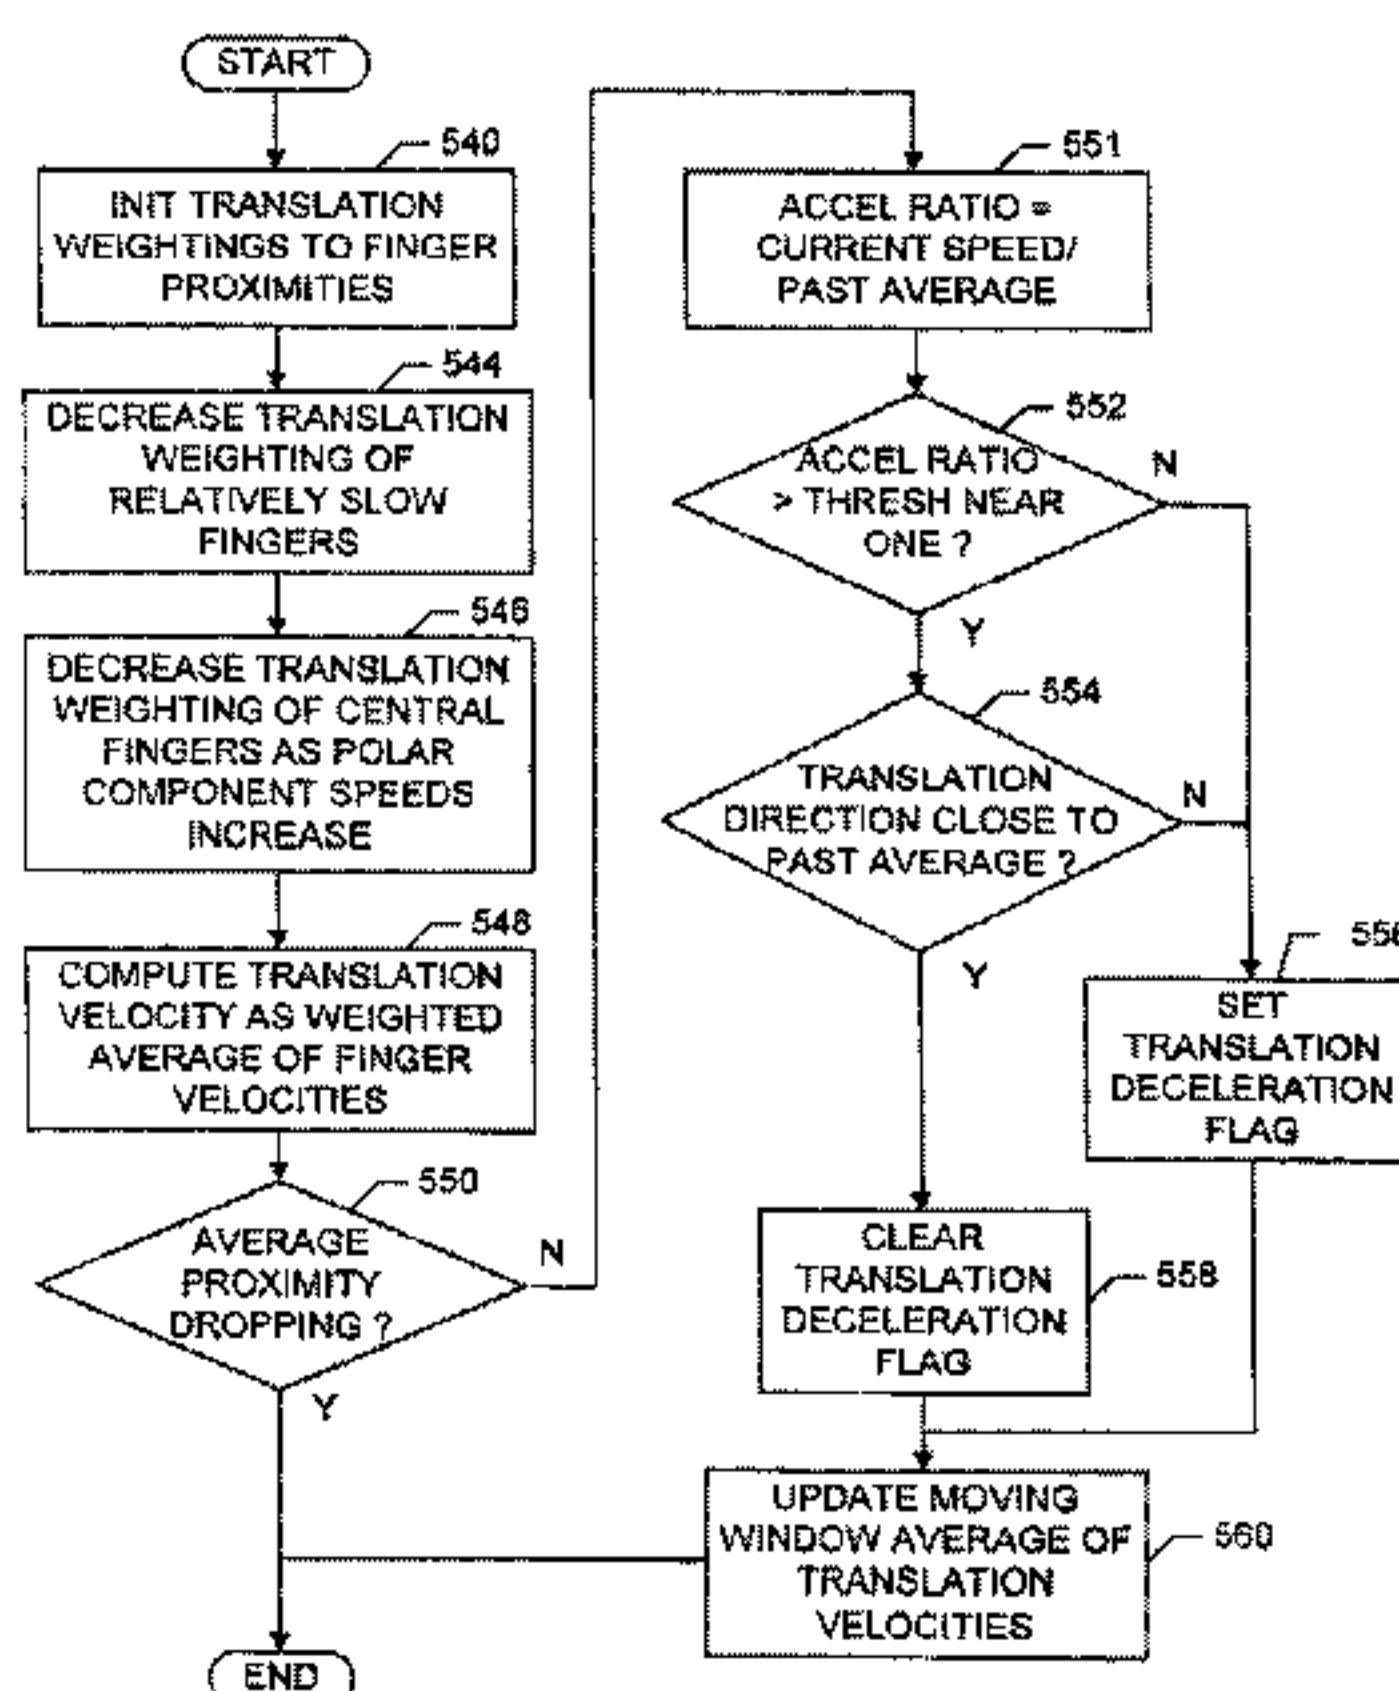 START
540
INIT TRANSLATION
WEIGHTINGS TO FINGER
PROXIMITIES
544
DECREASE TRANSLATION
WEIGHTING OF
RELATIVELY SLOW
FINGERS
546
DECREASE TRANSLATION
WEIGHTING OF CENTRAL
FINGERS AS POLAR
COMPONENT SPEEDS
INCREASE
548
COMPUTE TRANSLATION
VELOCITY AS WEIGHTED
AVERAGE OF FINGER
VELOCITIES
550
AVERAGE
PROXIMITY
DROPPING ?
N
Y
END
551
ACCEL RATIO =
CURRENT SPEED/
PAST AVERAGE
552
ACCEL RATIO
> THRESH NEAR
ONE ?
N
Y
554
TRANSLATION
DIRECTION CLOSE TO
PAST AVERAGE ?
N
Y
556
SET
TRANSLATION
DECELERATION
FLAG
CLEAR
TRANSLATION
DECELERATION
FLAG
558
UPDATE MOVING
WINDOW AVERAGE OF
TRANSLATION
VELOCITIES
560